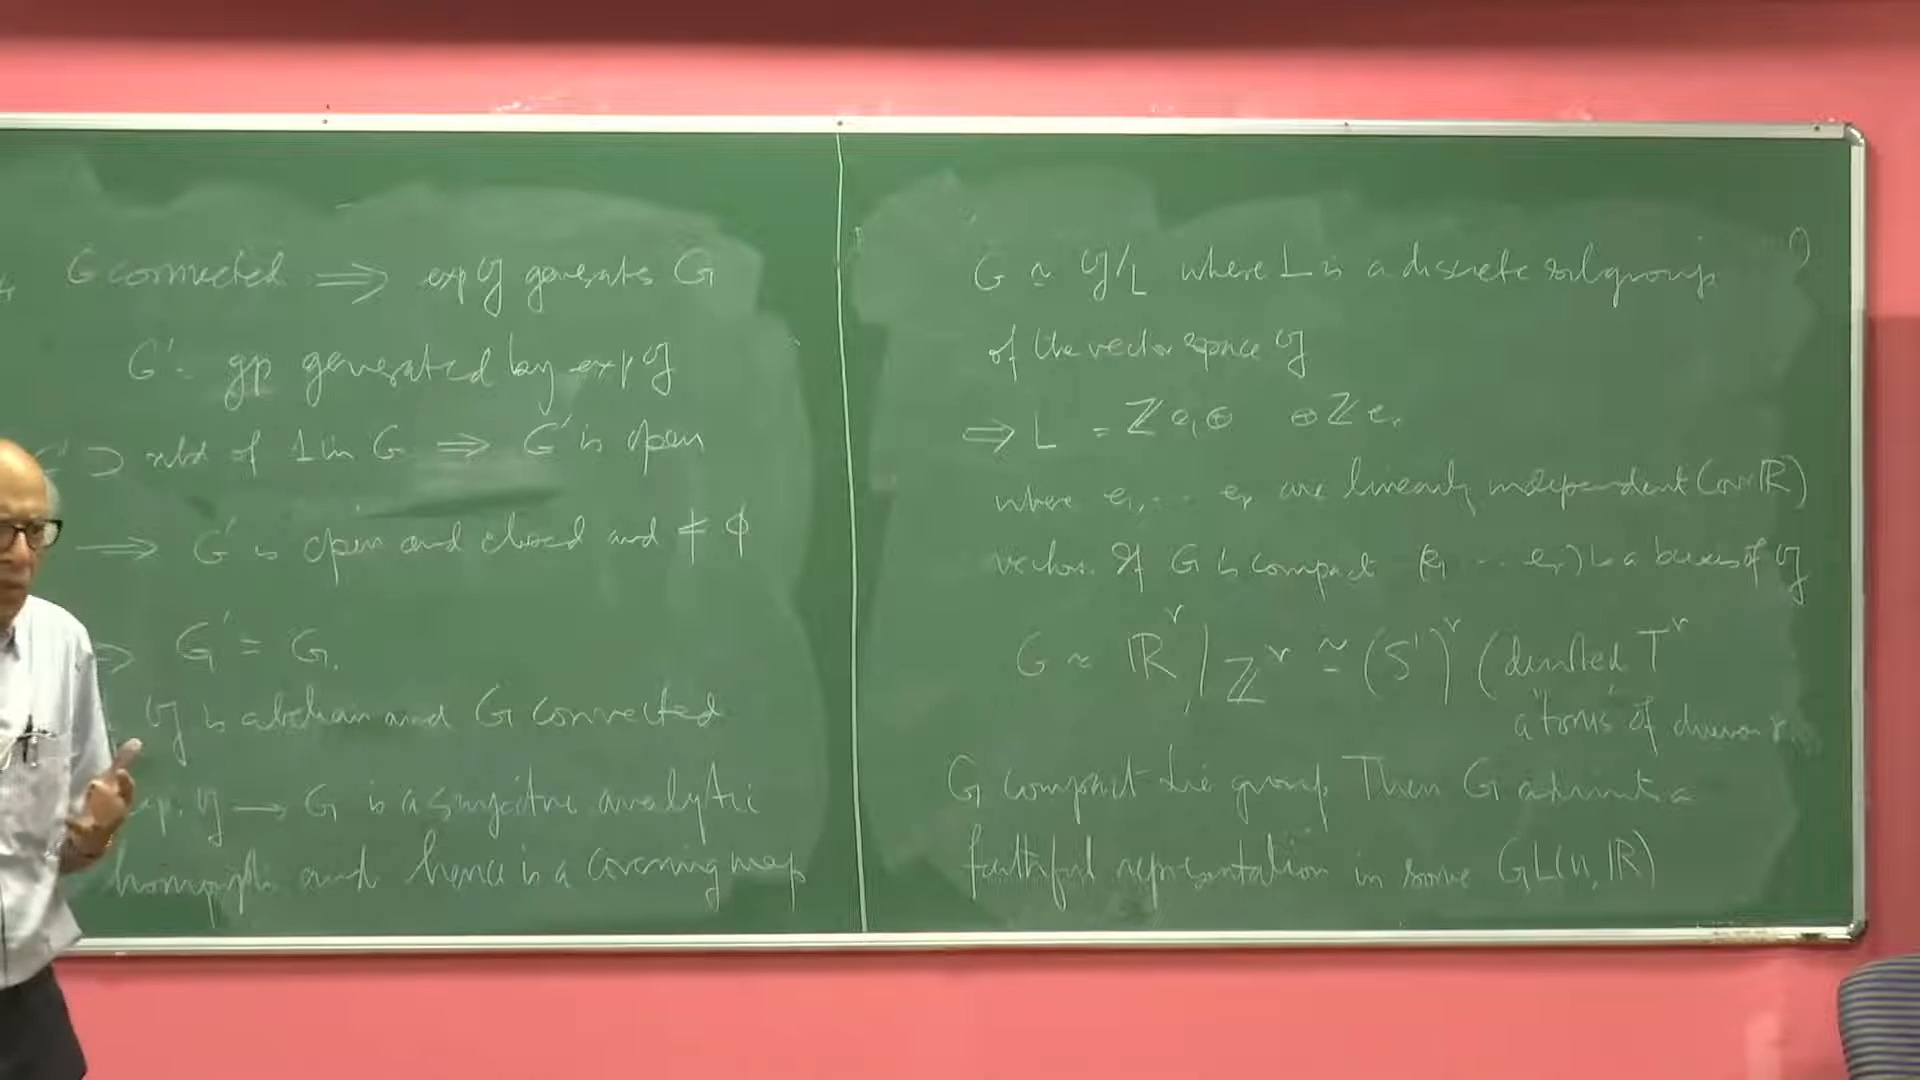 G connected ⟹ exp 𝔤 generates G
G' : gp generated by exp 𝔤
⊃ nbd of 1 in G ⟹ G' is open
⟹ G' is open and closed and ≠ ϕ
⟹ G' = G.
𝔤 is abelian and G connected
exp. 𝔤 → G is a surjective analytic
homomorphism and hence is a covering map
G ≃ 𝔤/L where L is a discrete subgroup
of the vector space 𝔤
⟹ L = ℤe₁⊕ ⊕ℤeᵣ
where e₁, ... eᵣ are linearly independent (over ℝ)
vectors. If G is compact (e₁ ... eᵣ) is a basis of 𝔤
G ≃ ℝʳ/ℤʳ ≃ (S¹)ʳ (denoted Tʳ
a torus of dimension r
G compact Lie group. Then G admits a
faithful representation in some GL(n, ℝ)